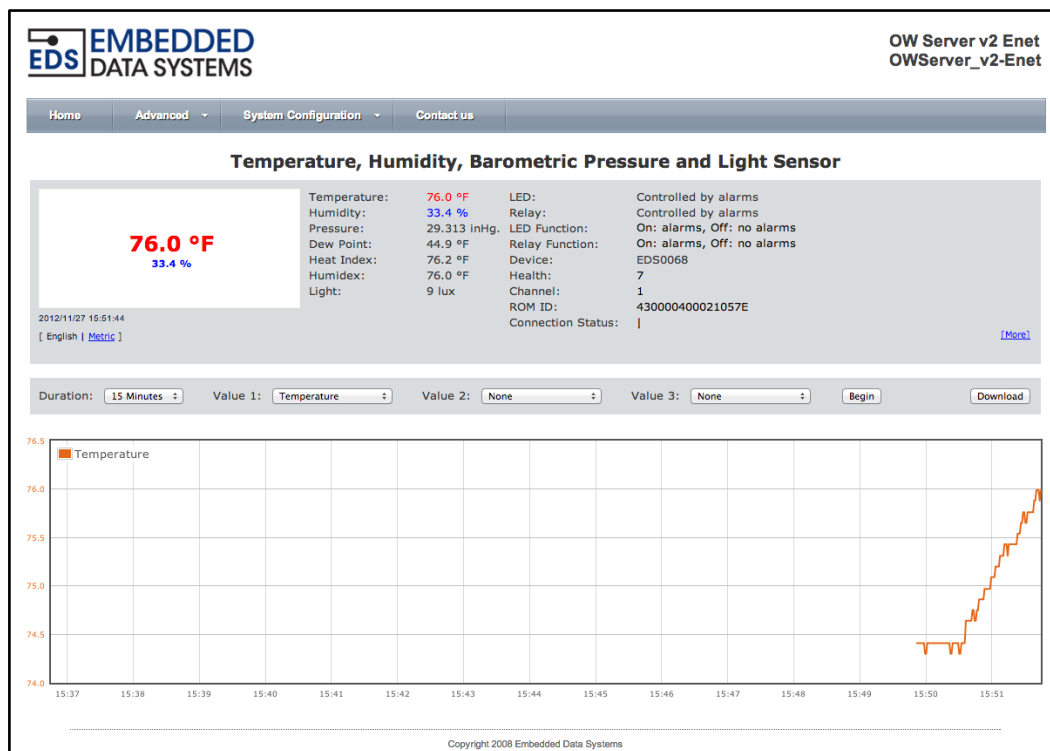 EDS EMBEDDED
DATA SYSTEMS
OW Server v2 Enet
OWServer_v2-Enet
Home Advanced System Configuration Contact us
Temperature, Humidity, Barometric Pressure and Light Sensor
76.0 °F
33.4 %
2012/11/27 15:51:44
[ English | Metric ]
Temperature: 76.0 °F
Humidity: 33.4 %
Pressure: 29.313 inHg.
Dew Point: 44.9 °F
Heat Index: 76.2 °F
Humidex: 76.0 °F
Light: 9 lux
LED: Controlled by alarms
Relay: Controlled by alarms
LED Function: On: alarms, Off: no alarms
Relay Function: On: alarms, Off: no alarms
Device: EDS0068
Health: 7
Channel: 1
ROM ID: 430000400021057E
Connection Status: |
[More]
Duration: 15 Minutes Value 1: Temperature Value 2: None Value 3: None Begin Download
Temperature
76.5
76.0
75.5
75.0
74.5
74.0
15:37 15:38 15:39 15:40 15:41 15:42 15:43 15:44 15:45 15:46 15:47 15:48 15:49 15:50 15:51
Copyright 2008 Embedded Data Systems